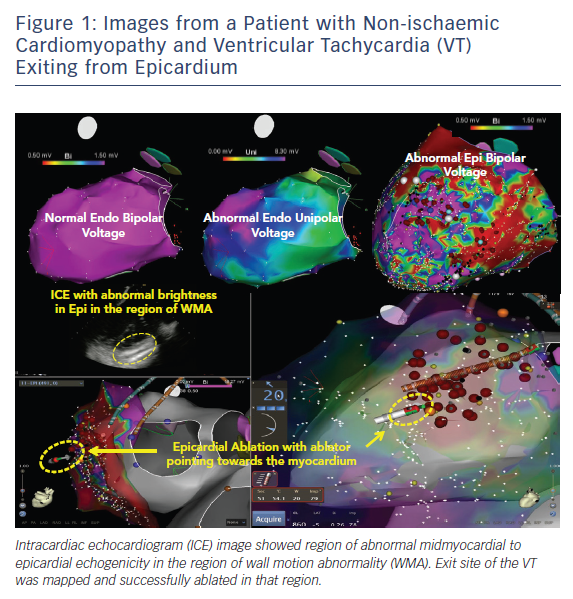 Figure 1: Images from a Patient with Non-ischaemic
Cardiomyopathy and Ventricular Tachycardia (VT)
Exiting from Epicardium
0.50 mV Bi 1.50 mV
0.00 mV Uni 8.30 mV
0.50 mV Bi 1.50 mV
Abnormal Epi Bipolar
Voltage
Normal Endo Bipolar
Voltage
Abnormal Endo Unipolar
Voltage
ICE with abnormal brightness
in Epi in the region of WMA
Bi
20
Epicardial Ablation with ablator
pointing towards the myocardium
Acquire
Intracardiac echocardiogram (ICE) image showed region of abnormal midmyocardial to
epicardial echogenicity in the region of wall motion abnormality (WMA). Exit site of the VT
was mapped and successfully ablated in that region.